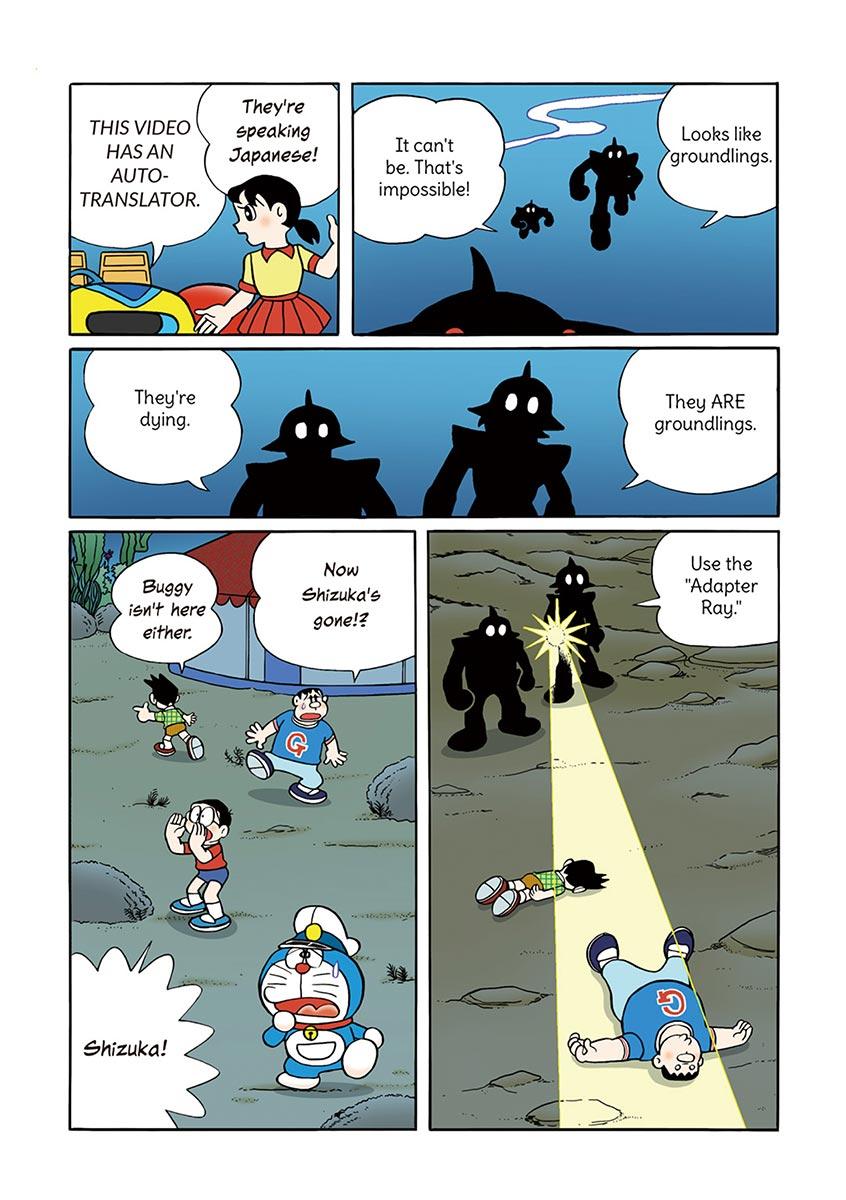 Looks like
groundlings.
It can't
be. That's
impossible!
They're
speaking
Japanese!
THIS VIDEO
HAS AN
AUTO-
TRANSLATOR.
They ARE
groundlings.
They're
dying.
Use the
"Adapter
Ray."
G
Now
Shizuka's
gone!?
Buggy
isn't here
either.
G
Shizuka!